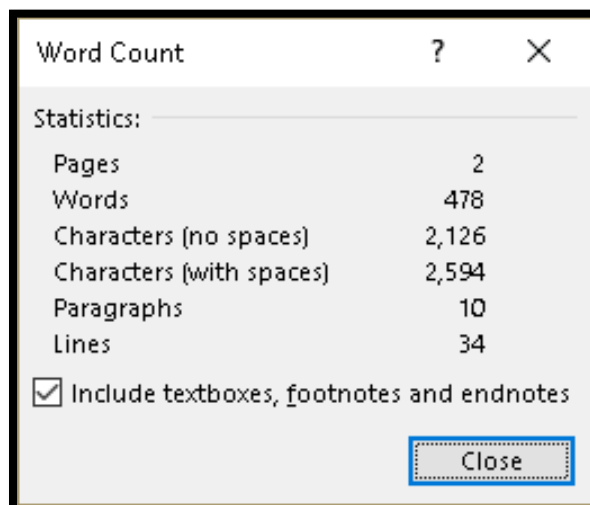 Word Count ? ×
Statistics:
Pages 2
Words 478
Characters (no spaces) 2,126
Characters (with spaces) 2,594
Paragraphs 10
Lines 34
Include textboxes, footnotes and endnotes
Close